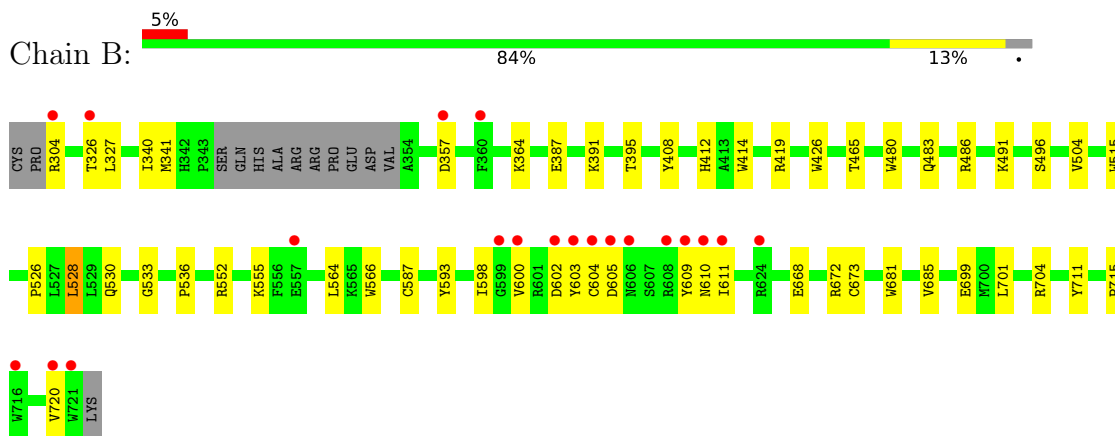 5%
Chain B:
84% 13% •
CYS PRO R304 T326 L327 I340 M341 H342 P343 SER GLN HIS ALA ARG ARG PRO GLU ASP VAL A354 D357 F360 K364 E387 K391 T395 Y408 H412 A413 W414 R419 W426 T465 W480 Q483 R486 K491 S496 V504 W515
P526 L527 L528 L529 Q530 G533 P536 R552 K555 F556 E557 L564 K565 W566 C587 Y593 I598 G599 V600 R601 D602 Y603 C604 D605 N606 S607 R608 Y609 N610 I611 R624 E668 R672 C673 W681 V685 E699 M700 L701 R704 Y711 P715
W716 V720 W721 LYS